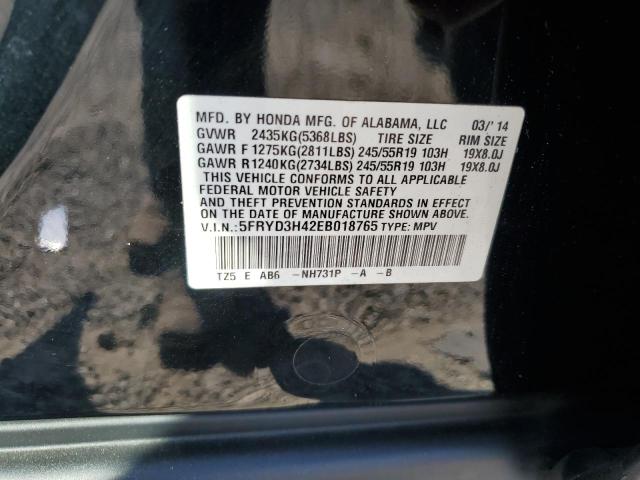 MFD. BY HONDA MFG. OF ALABAMA, LLC 03/'14
GVWR 2435KG(5368LBS) TIRE SIZE RIM SIZE
GAWR F 1275KG(2811LBS) 245/55R19 103H 19X8.0J
GAWR R 1240KG(2734LBS) 245/55R19 103H 19X8.0J
THIS VEHICLE CONFORMS TO ALL APPLICABLE
FEDERAL MOTOR VEHICLE SAFETY
AND THEFT PREVENTION STANDARDS IN EFFECT
ON THE DATE OF MANUFACTURE SHOWN ABOVE.
V.I.N.: 5FRYD3H42EB018765 TYPE: MPV
TZ5 E AB6 -NH731P -A -B